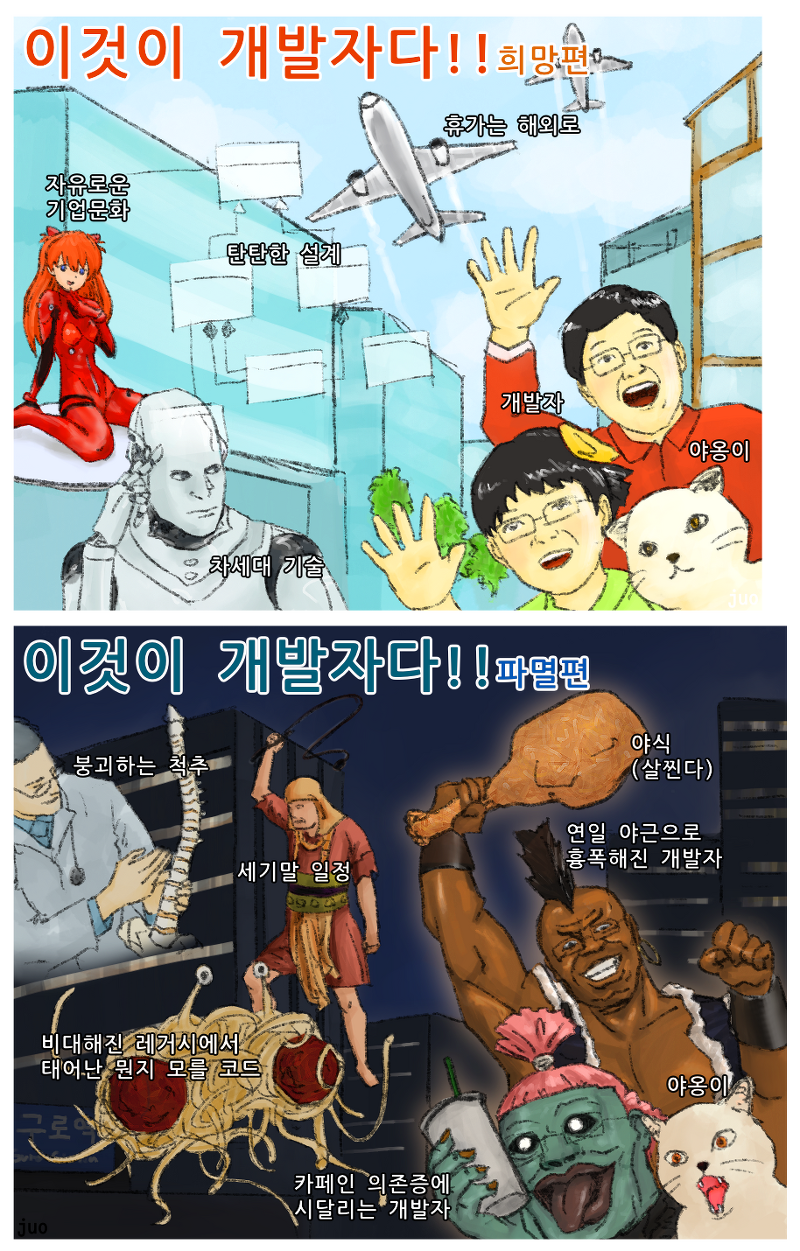 이것이 개발자다!! 희망편
휴가는 해외로
자유로운
기업문화
탄탄한 설계
개발자
야옹이
차세대 기술
juo
이것이 개발자다!! 파멸편
야식
(살찐다)
붕괴하는 척추
연일 야근으로
흉폭해진 개발자
세기말 일정
비대해진 레거시에서
태어난 뭔지 모를 코드
야옹이
구로역
카페인 의존증에
시달리는 개발자
juo